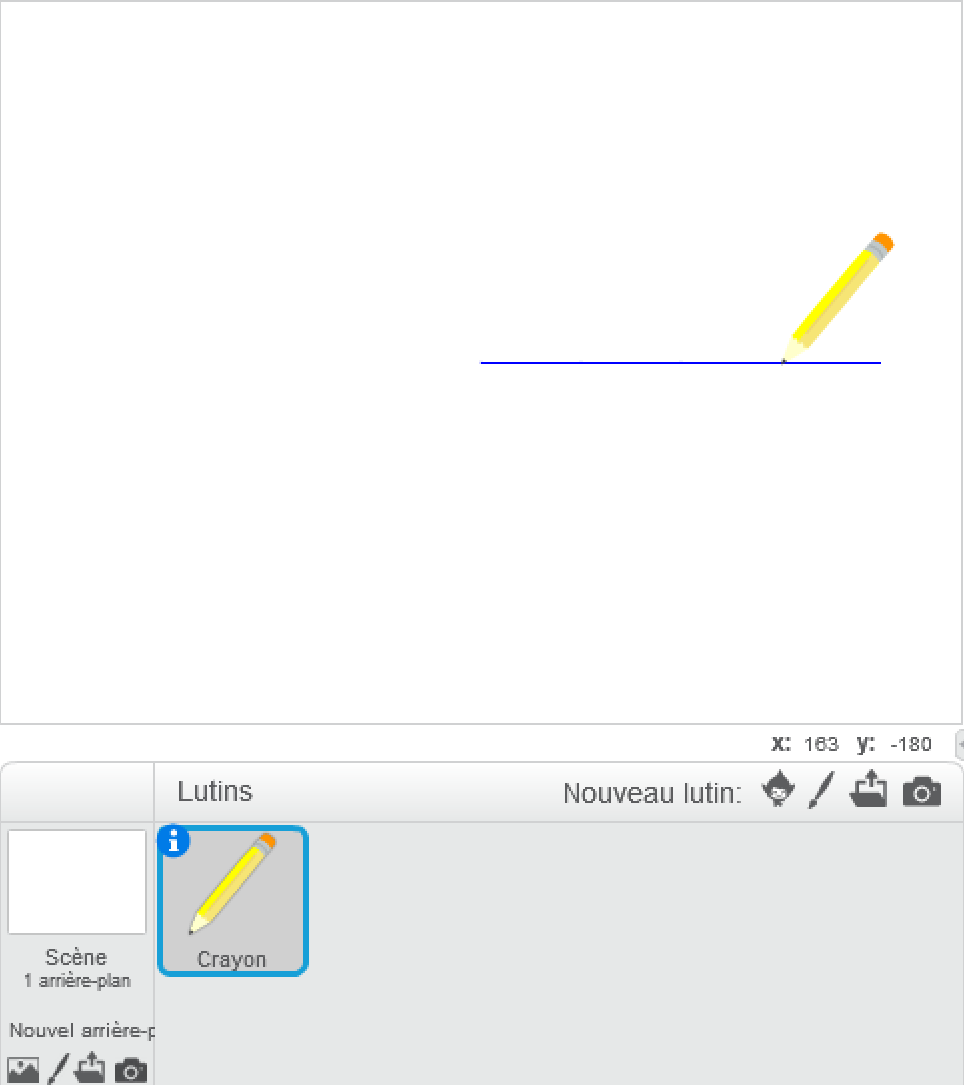 x: 163 y: -180
Lutins
Nouveau lutin:
Scène
1 arrière-plan
Nouvel arrière-p
Crayon